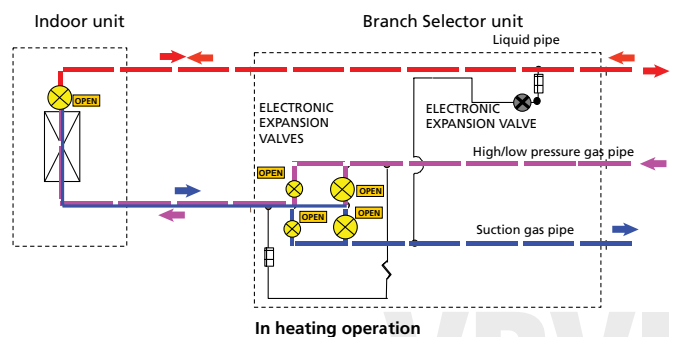 Indoor unit
Branch Selector unit
Liquid pipe
OPEN
ELECTRONIC
EXPANSION
VALVES
ELECTRONIC
EXPANSION VALVE
High/low pressure gas pipe
OPEN
OPEN
OPEN
OPEN
Suction gas pipe
In heating operation